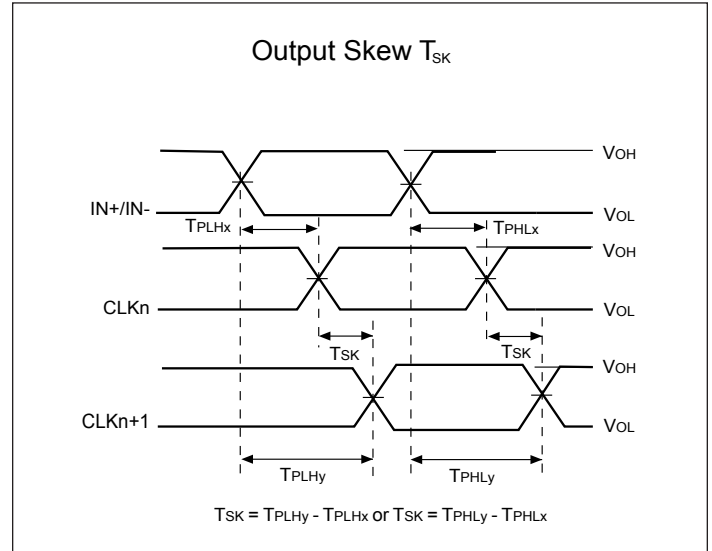 Output Skew TSK
VOH
IN+/IN-
VOL
TPLHx
TPHLx
VOH
CLKn
VOL
TSK
TSK
VOH
CLKn+1
VOL
TPLHy
TPHLy
TSK = TPLHy - TPLHx or TSK = TPHLy - TPHLx